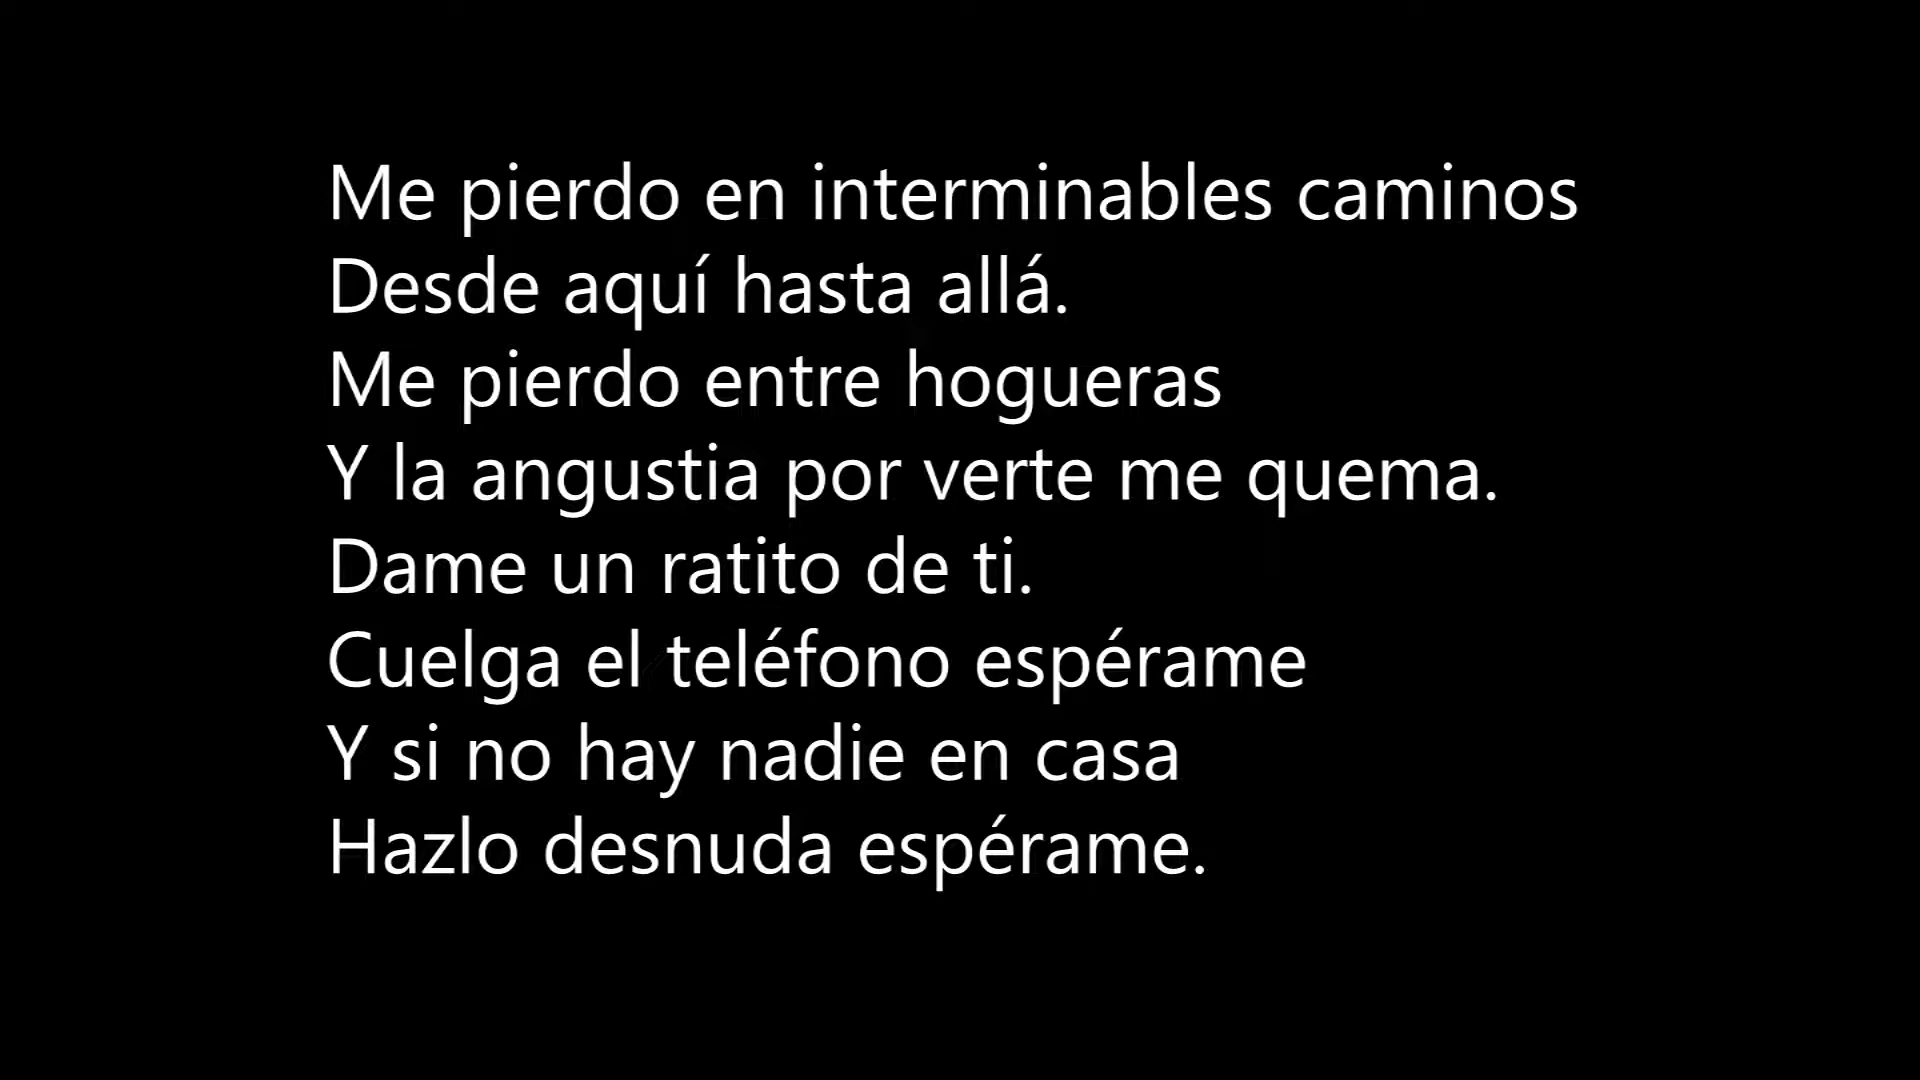 Me pierdo en interminables caminos
Desde aquí hasta allá.
Me pierdo entre hogueras
Y la angustia por verte me quema.
Dame un ratito de ti.
Cuelga el teléfono espérame
Y si no hay nadie en casa
Hazlo desnuda espérame.